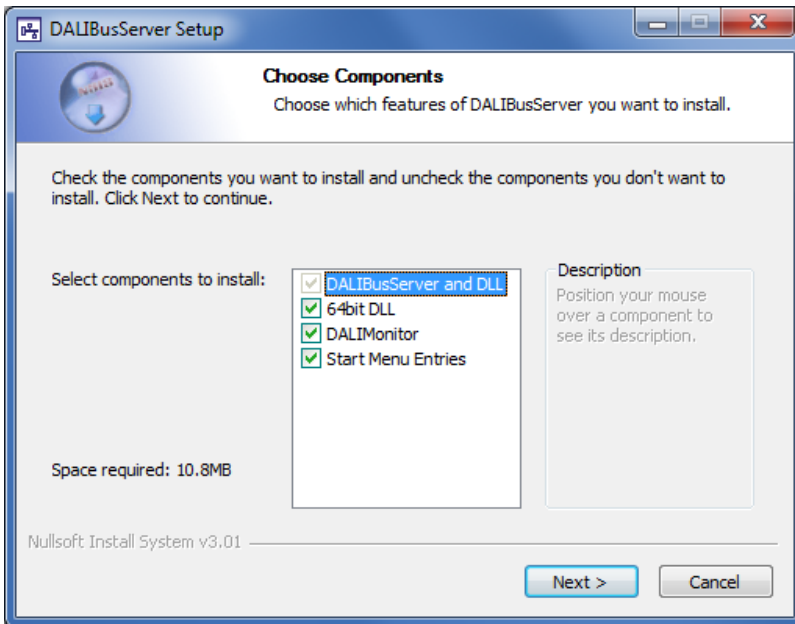 DALIBusServer Setup
Choose Components
Choose which features of DALIBusServer you want to install.
Check the components you want to install and uncheck the components you don't want to
install. Click Next to continue.
Select components to install:
DALIBusServer and DLL
64bit DLL
DALIMonitor
Start Menu Entries
Description
Position your mouse
over a component to
see its description.
Space required: 10.8MB
Nullsoft Install System v3.01
Next >
Cancel